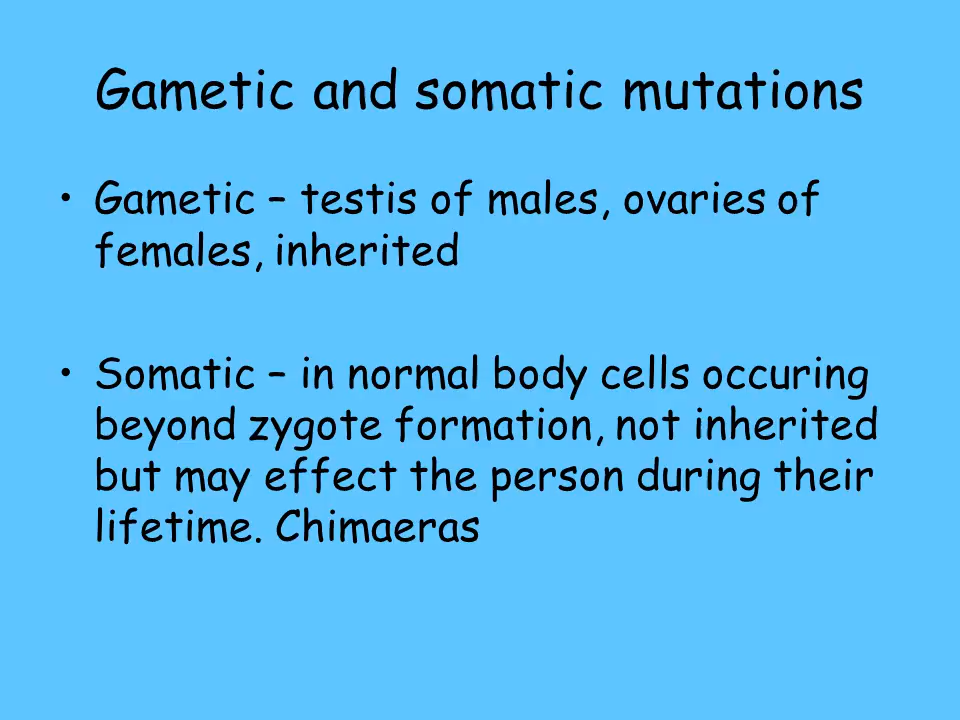 Gametic and somatic mutations
• Gametic – testis of males, ovaries of
females, inherited
• Somatic – in normal body cells occuring
beyond zygote formation, not inherited
but may effect the person during their
lifetime. Chimaeras